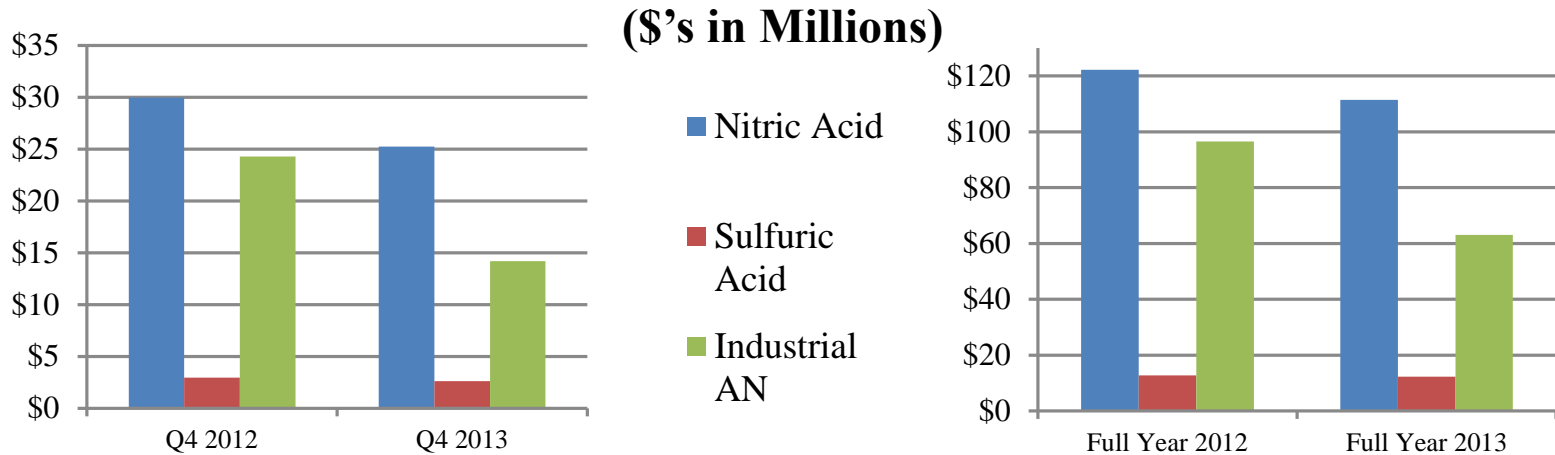 ($'s in Millions)
$35
$30
$25
$20
$15
$10
$5
$0
Q4 2012
Q4 2013
Nitric Acid
Sulfuric
Acid
Industrial
AN
$120
$100
$80
$60
$40
$20
$0
Full Year 2012
Full Year 2013